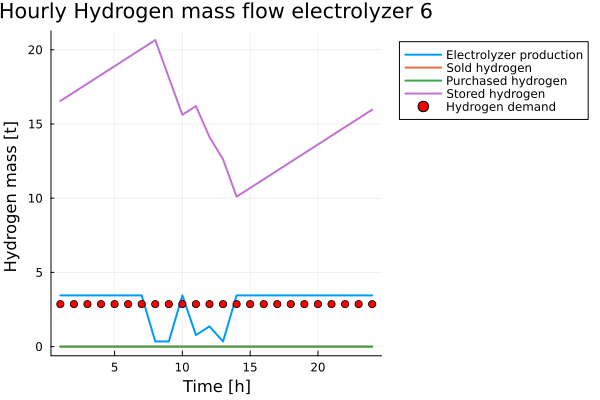 Hourly Hydrogen mass flow electrolyzer 6
Electrolyzer production
Sold hydrogen
Purchased hydrogen
Stored hydrogen
Hydrogen demand
Hydrogen mass [t]
20
15
10
5
0
5 10 15 20
Time [h]